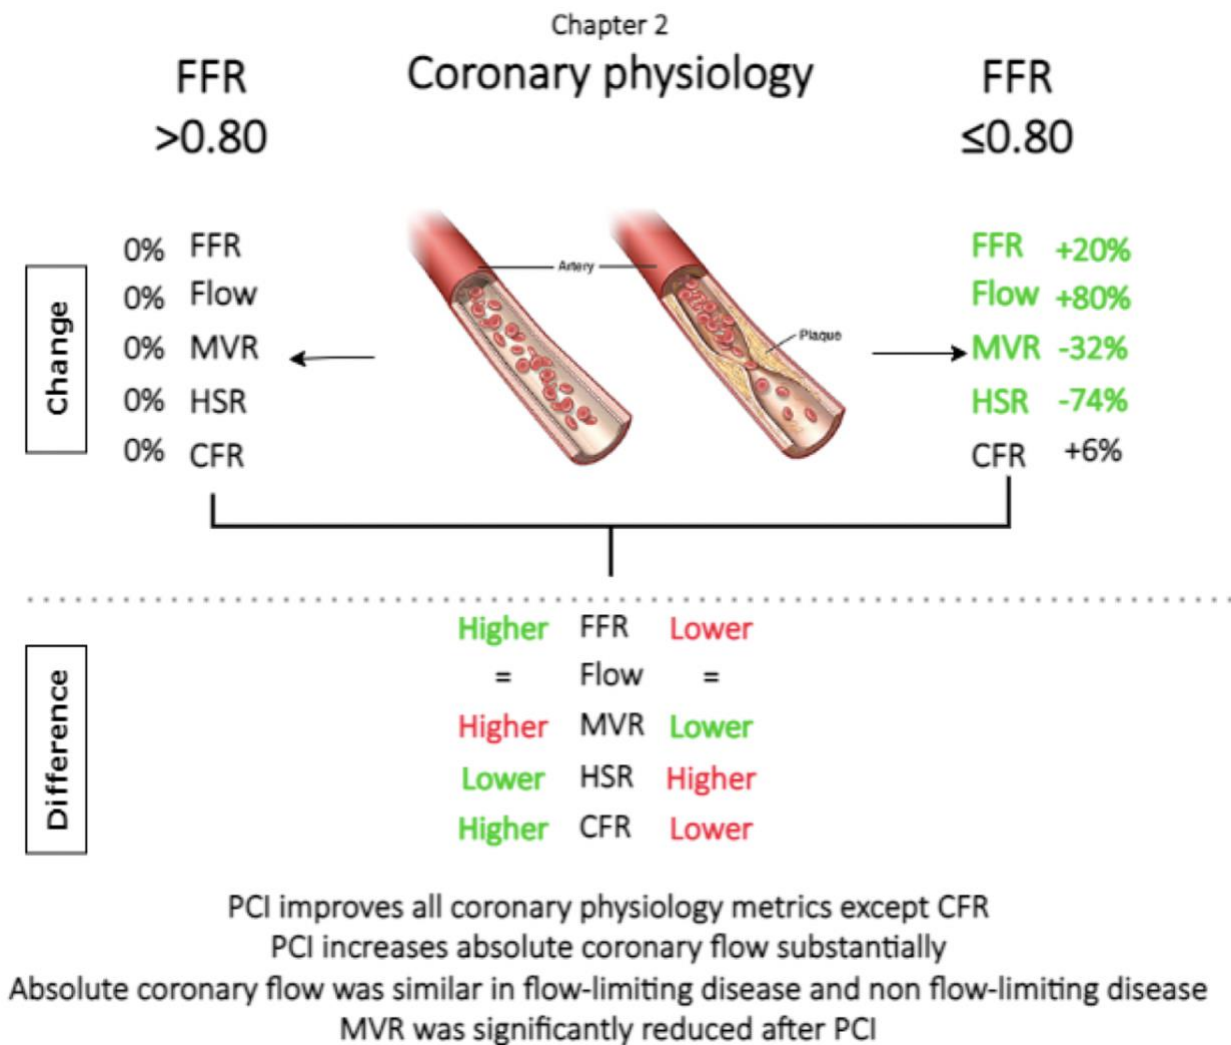 Chapter 2
Coronary physiology
FFR
>0.80
FFR
≤0.80
Change
0% FFR
0% Flow
0% MVR
0% HSR
0% CFR
Artery
Plaque
FFR +20%
Flow +80%
MVR -32%
HSR -74%
CFR +6%
Difference
Higher FFR Lower
= Flow =
Higher MVR Lower
Lower HSR Higher
Higher CFR Lower
PCI improves all coronary physiology metrics except CFR
PCI increases absolute coronary flow substantially
Absolute coronary flow was similar in flow-limiting disease and non flow-limiting disease
MVR was significantly reduced after PCI